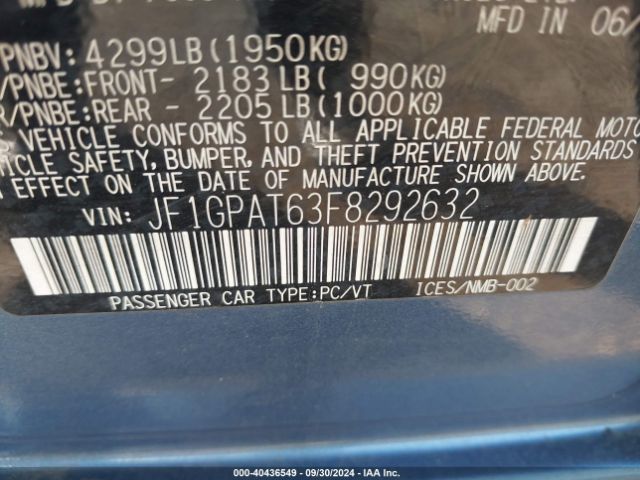 MFD IN 06/
PNBV: 4299LB(1950KG)
/PNBE:FRONT- 2183 LB( 990KG)
/PNBE:REAR - 2205 LB(1000KG)
VEHICLE CONFORMS TO ALL APPLICABLE FEDERAL MOTO
ICLE SAFETY, BUMPER, AND THEFT PREVENTION STANDARDS
EFFECT ON THE DATE OF MANUFACTURE SHOWN ABOVE.
VIN: JF1GPAT63F8292632
PASSENGER CAR TYPE:PC/VT ICES/NMB-002
000-40436549 | 09/30/2024 | IAA Inc.